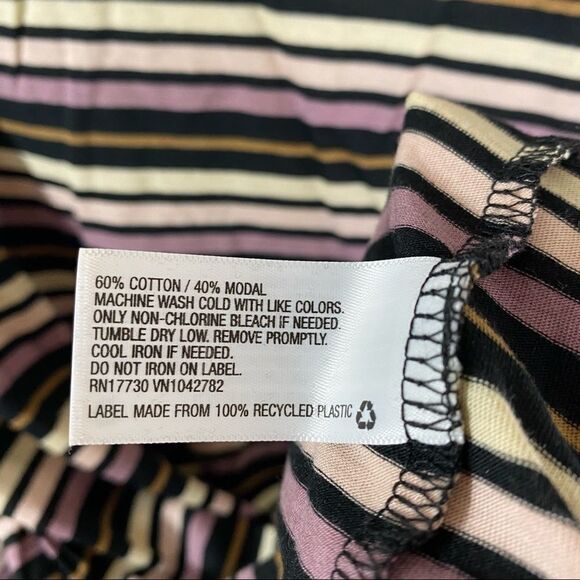 60% COTTON / 40% MODAL
MACHINE WASH COLD WITH LIKE COLORS.
ONLY NON-CHLORINE BLEACH IF NEEDED.
TUMBLE DRY LOW. REMOVE PROMPTLY.
COOL IRON IF NEEDED.
DO NOT IRON ON LABEL.
RN17730 VN1042782
LABEL MADE FROM 100% RECYCLED PLASTIC